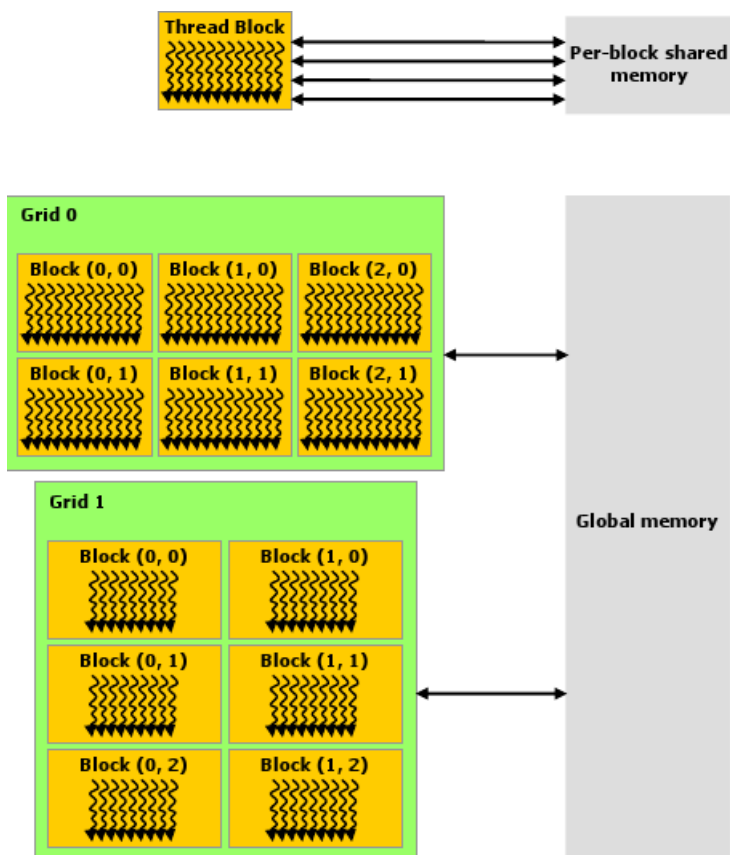 Thread Block
Per-block shared
memory
Grid 0
Block (0, 0)
Block (1, 0)
Block (2, 0)
Block (0, 1)
Block (1, 1)
Block (2, 1)
Grid 1
Global memory
Block (0, 0)
Block (1, 0)
Block (0, 1)
Block (1, 1)
Block (0, 2)
Block (1, 2)